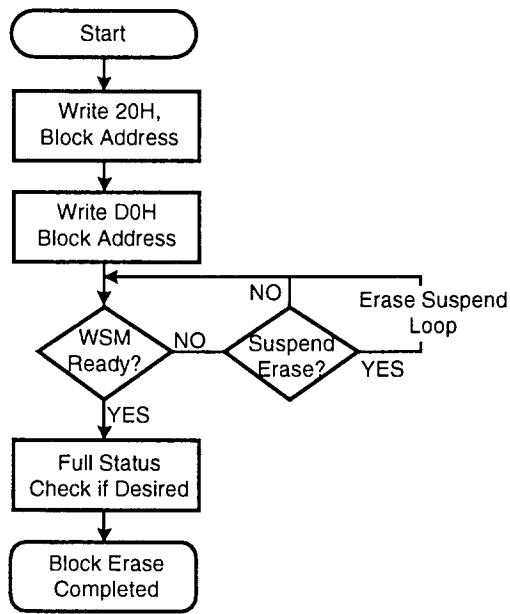 Start
Write 20H,
Block Address
Write D0H
Block Address
NO
Erase Suspend
Loop
WSM
Ready?
NO
Suspend
Erase?
YES
YES
Full Status
Check if Desired
Block Erase
Completed